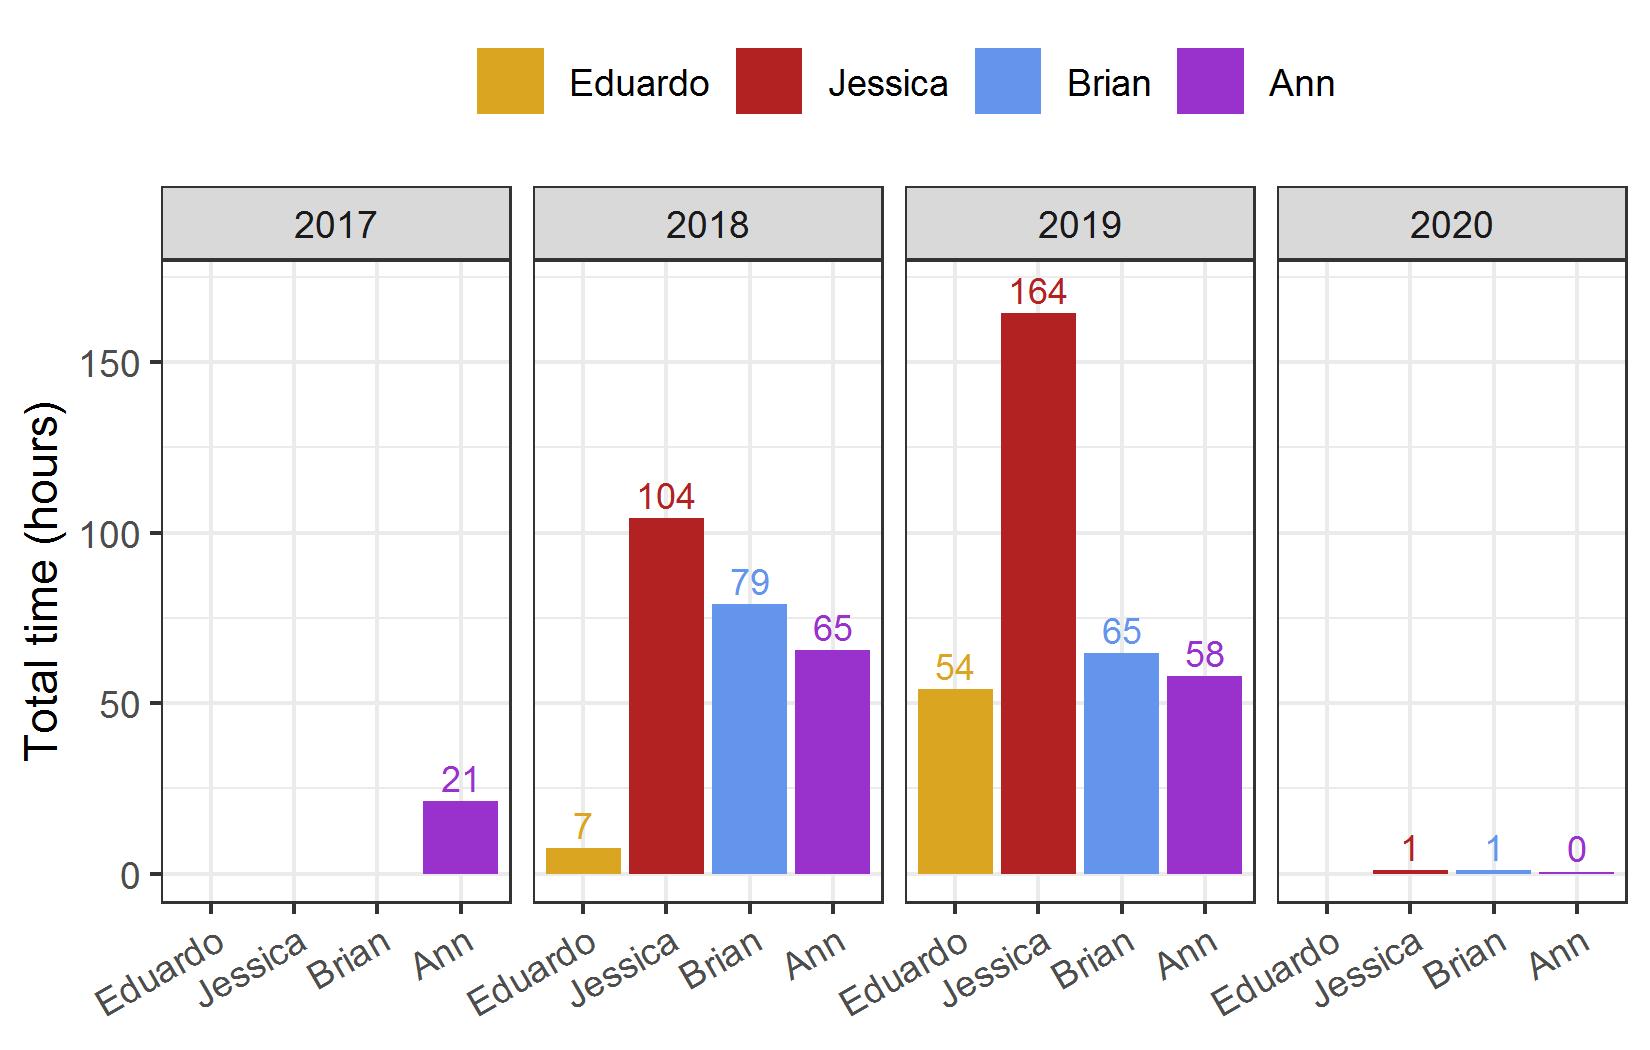 Eduardo Jessica Brian Ann
2017 2018 2019 2020
Total time (hours)
150
100
50
0
21
7 104 79 65
54 164 65 58
1 1 0
Eduardo Jessica Brian Ann Eduardo Jessica Brian Ann Eduardo Jessica Brian Ann Eduardo Jessica Brian Ann